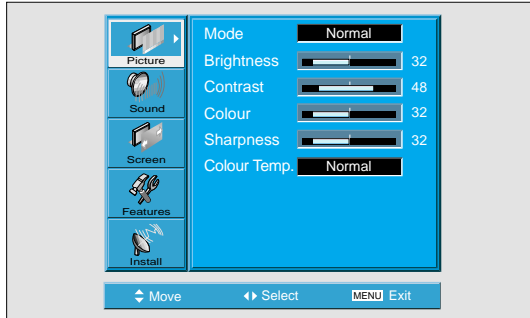 Picture
Sound
Screen
Features
Install
Mode Normal
Brightness 32
Contrast 48
Colour 32
Sharpness 32
Colour Temp. Normal
Move Select MENU Exit